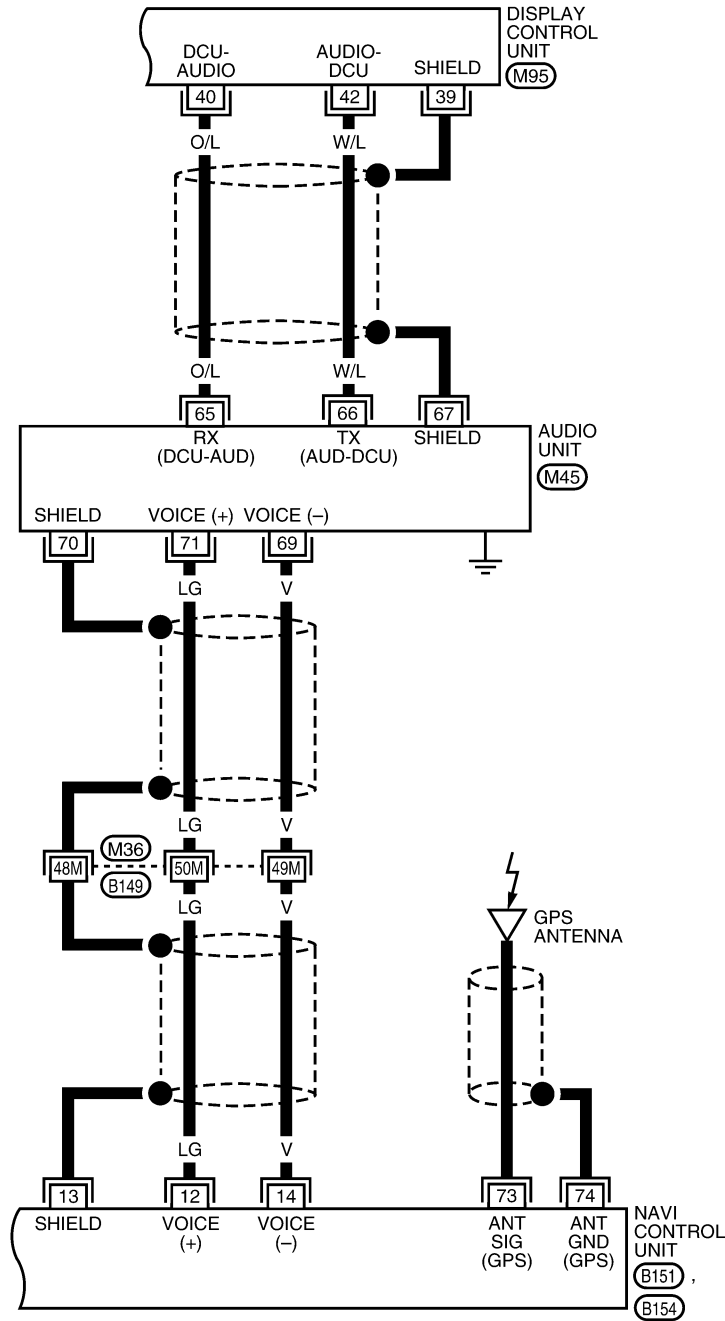 DISPLAY
CONTROL
UNIT
M95
DCU-
AUDIO
AUDIO-
DCU
SHIELD
40
42
39
O/L
W/L
O/L
W/L
65
66
67
RX
(DCU-AUD)
TX
(AUD-DCU)
SHIELD
AUDIO
UNIT
M45
SHIELD
VOICE (+)
VOICE (–)
70
71
69
LG
V
LG
V
M36
48M
50M
49M
B149
LG
V
GPS
ANTENNA
LG
V
13
12
14
73
74
SHIELD
VOICE
(+)
VOICE
(–)
ANT
SIG
(GPS)
ANT
GND
(GPS)
NAVI
CONTROL
UNIT
B151 ,
B154